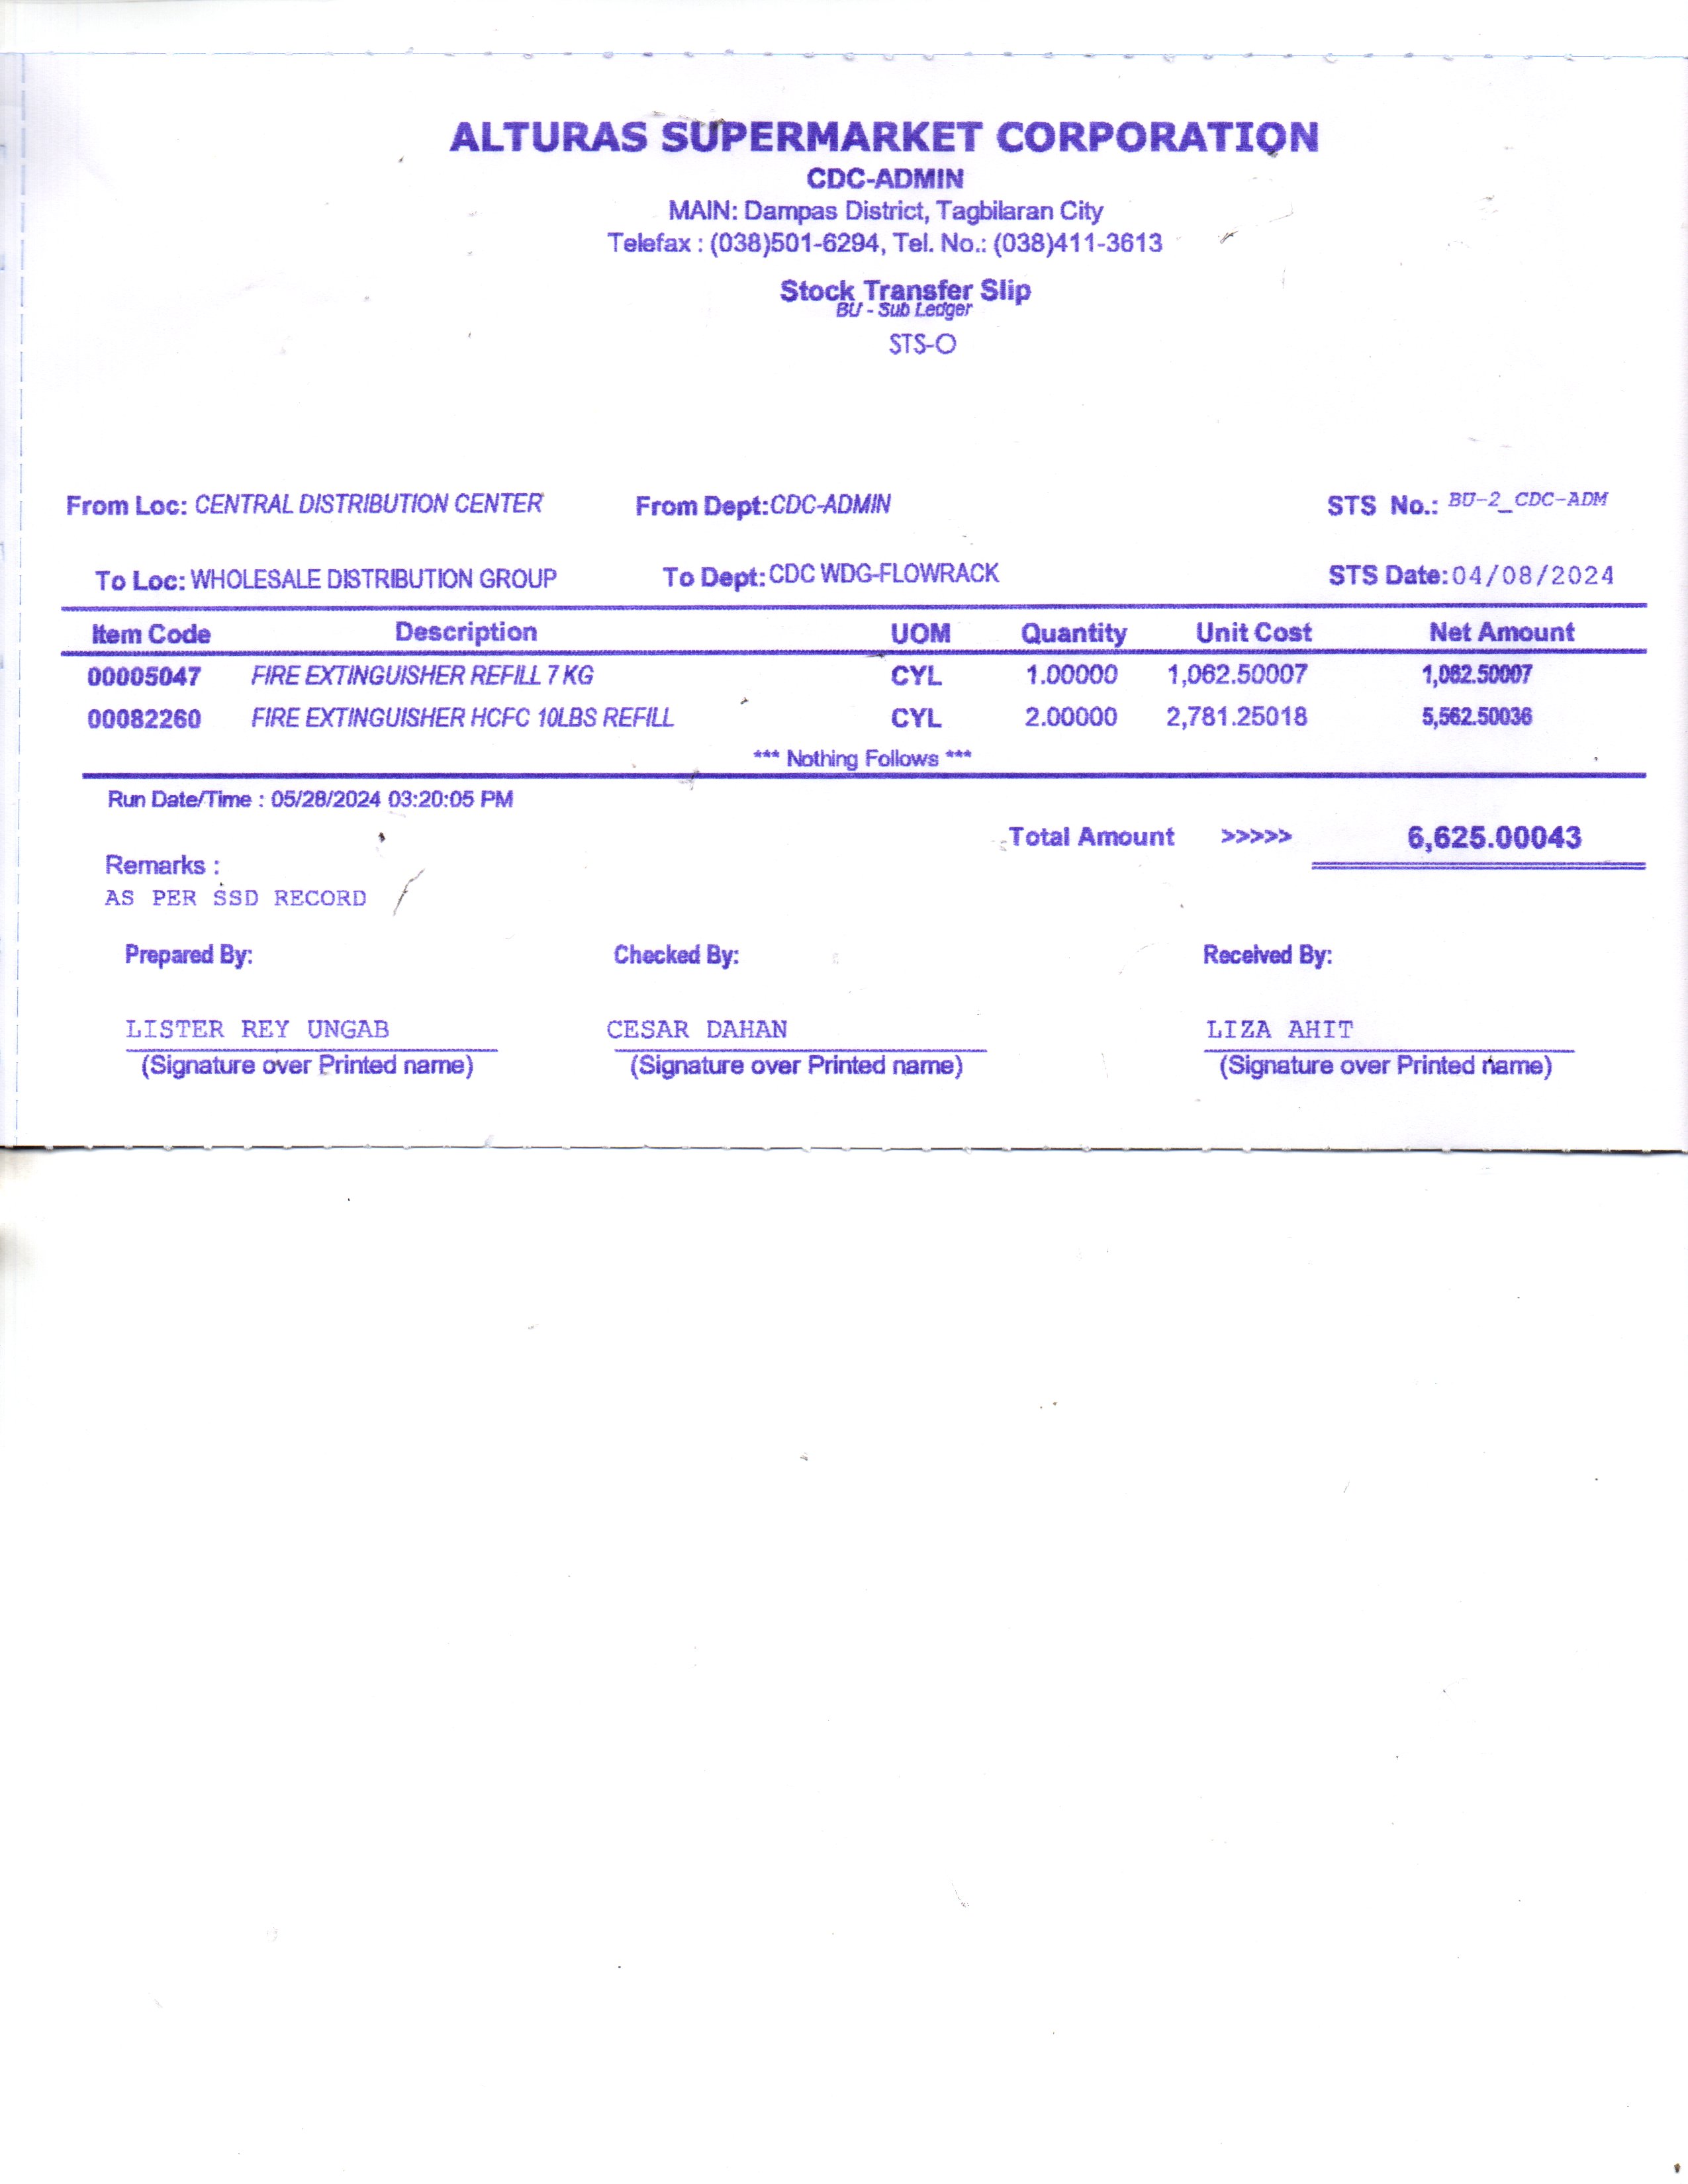 ALTURAS SUPERMARKET CORPORATION
CDC-ADMIN
MAIN: Dampas District, Tagbilaran City
Telefax : (038)501-6294, Tel. No.: (038)411-3613
Stock Transfer Slip
BU - Sub Ledger
STS-O
From Loc: CENTRAL DISTRIBUTION CENTER From Dept:CDC-ADMIN STS No.: BU-2_CDC-ADM
To Loc: WHOLESALE DISTRIBUTION GROUP To Dept:CDC WDG-FLOWRACK STS Date:04/08/2024
Item Code Description UOM Quantity Unit Cost Net Amount
00005047 FIRE EXTINGUISHER REFILL 7 KG CYL 1.00000 1,062.50007 1,062.50007
00082260 FIRE EXTINGUISHER HCFC 10LBS REFILL CYL 2.00000 2,781.25018 5,562.50036
*** Nothing Follows ***
Run Date/Time : 05/28/2024 03:20:05 PM
Total Amount >>>>> 6,625.00043
Remarks :
AS PER SSD RECORD
Prepared By: Checked By: Received By:
LISTER REY UNGAB CESAR DAHAN LIZA AHIT
(Signature over Printed name) (Signature over Printed name) (Signature over Printed name)